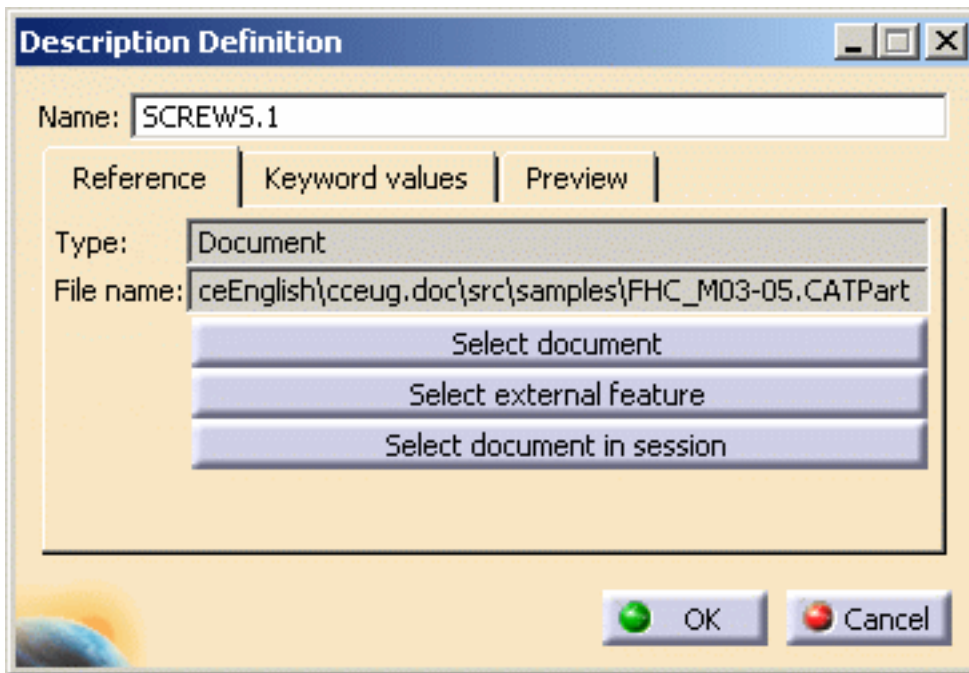 Description Definition
Name: SCREWS.1
Reference Keyword values Preview
Type: Document
File name: ceEnglish\cceug.doc\src\samples\FHC_M03-05.CATPart
Select document
Select external feature
Select document in session
OK Cancel